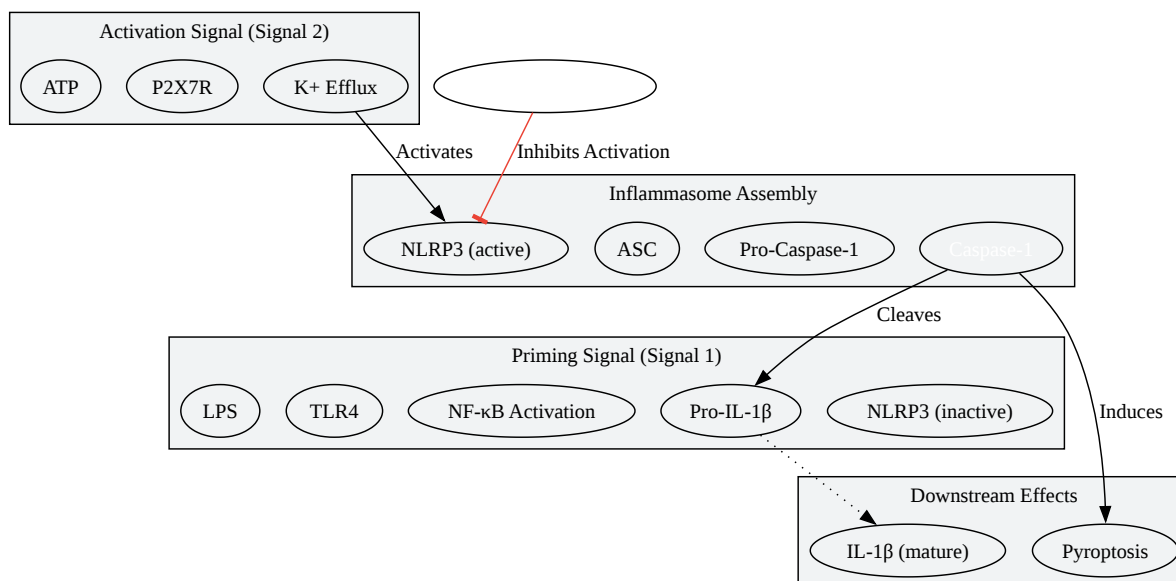 Activation Signal (Signal 2)
ATP
P2X7R
K+ Efflux
Activates
Inhibits Activation
Inflammasome Assembly
NLRP3 (active)
ASC
Pro-Caspase-1
Caspase-1
Cleaves
Priming Signal (Signal 1)
LPS
TLR4
NF-κB Activation
Pro-IL-1β
NLRP3 (inactive)
Induces
Downstream Effects
IL-1β (mature)
Pyroptosis